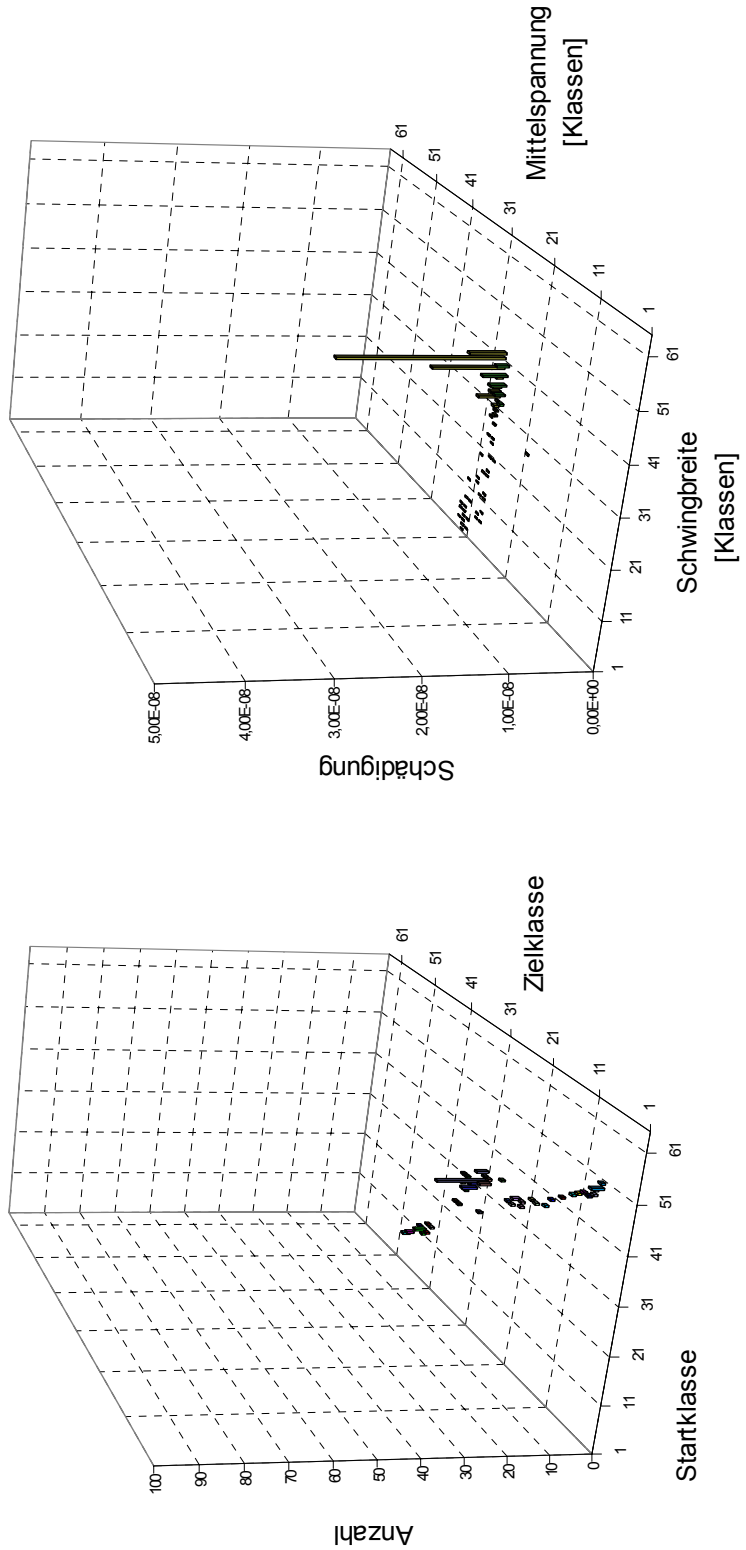 Anzahl
100
90
80
70
60
50
40
30
20
10
0
1
11
21
31
41
51
61
Startklasse
1
11
21
31
41
51
61
Zielklasse
Schädigung
5,00E-08
4,00E-08
3,00E-08
2,00E-08
1,00E-08
0,00E+00
1
11
21
31
41
51
61
Schwingbreite
[Klassen]
1
11
21
31
41
51
61
Mittelspannung
[Klassen]